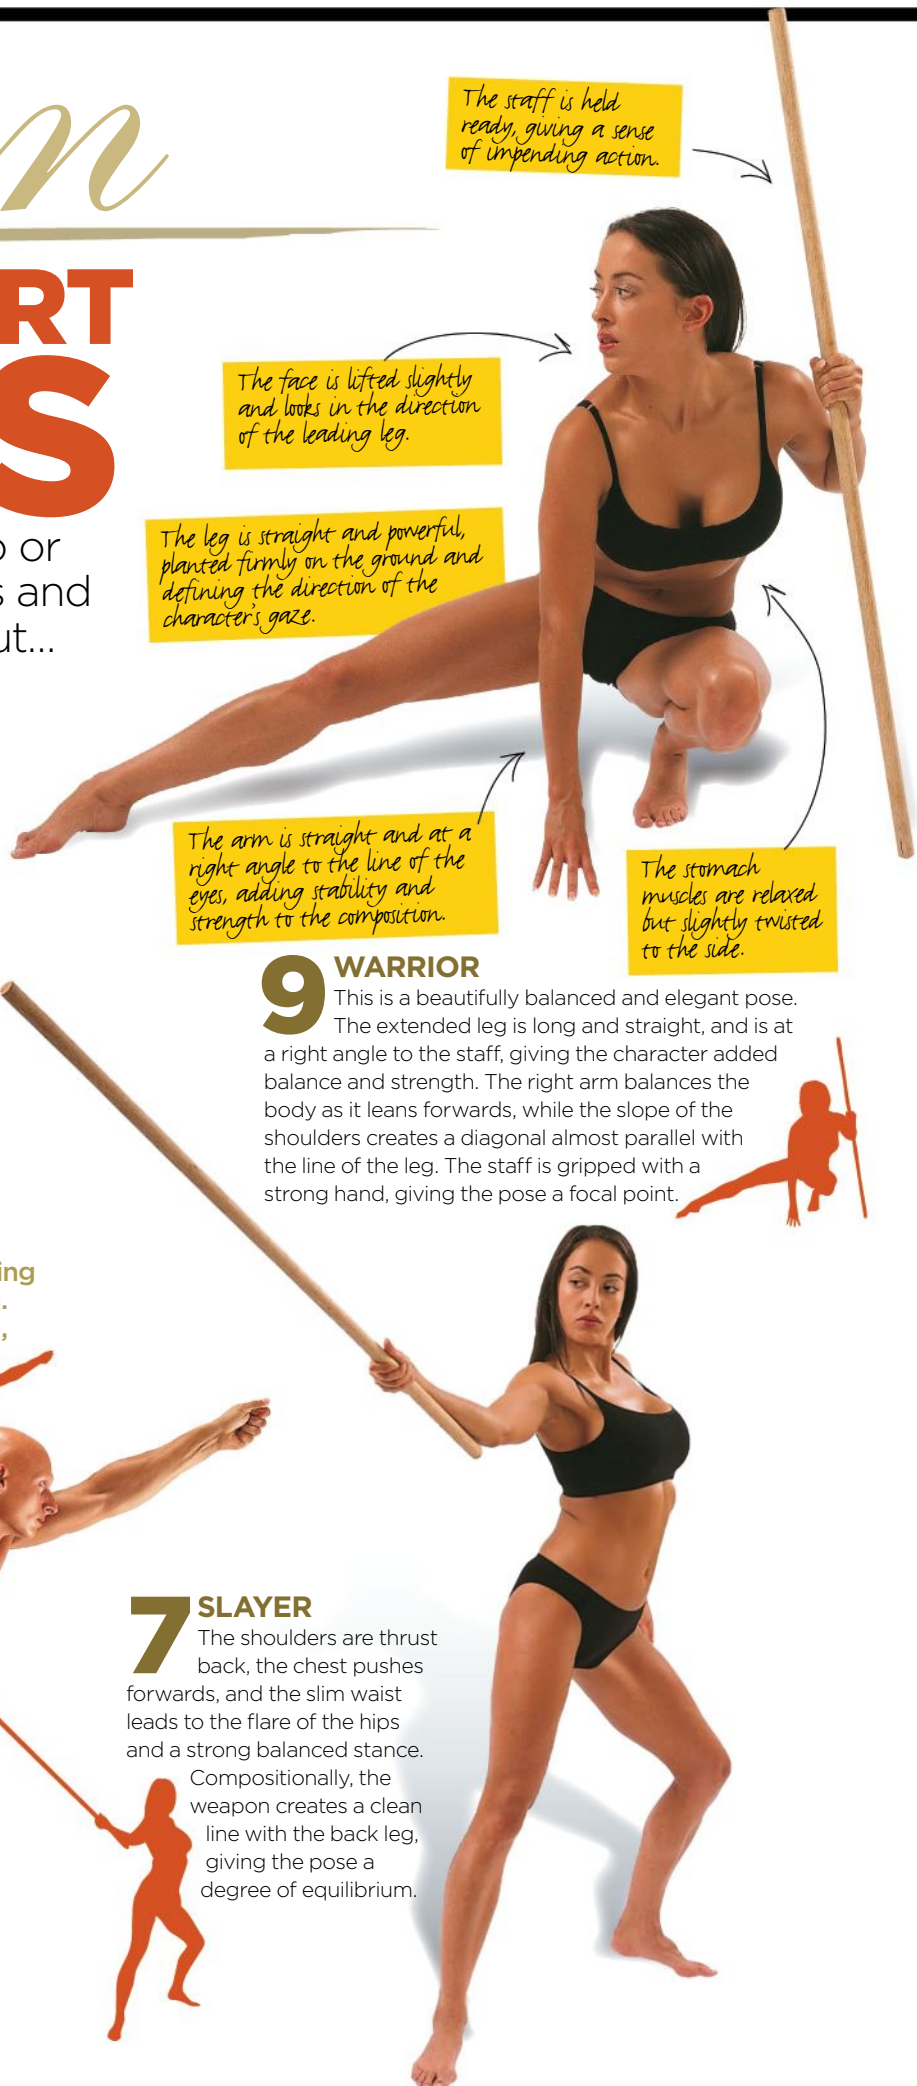 n
RT
S
or
and
ut...
The staff is held
ready, giving a sense
of impending action.
The face is lifted slightly
and looks in the direction
of the leading leg.
The leg is straight and powerful,
planted firmly on the ground and
defining the direction of the
character's gaze.
The arm is straight and at a
right angle to the line of the
eyes, adding stability and
strength to the composition.
The stomach
muscles are relaxed
but slightly twisted
to the side.
9 WARRIOR
This is a beautifully balanced and elegant pose.
The extended leg is long and straight, and is at
a right angle to the staff, giving the character added
balance and strength. The right arm balances the
body as it leans forwards, while the slope of the
shoulders creates a diagonal almost parallel with
the line of the leg. The staff is gripped with a
strong hand, giving the pose a focal point.
ing
.
,
7 SLAYER
The shoulders are thrust
back, the chest pushes
forwards, and the slim waist
leads to the flare of the hips
and a strong balanced stance.
Compositionally, the
weapon creates a clean
line with the back leg,
giving the pose a
degree of equilibrium.